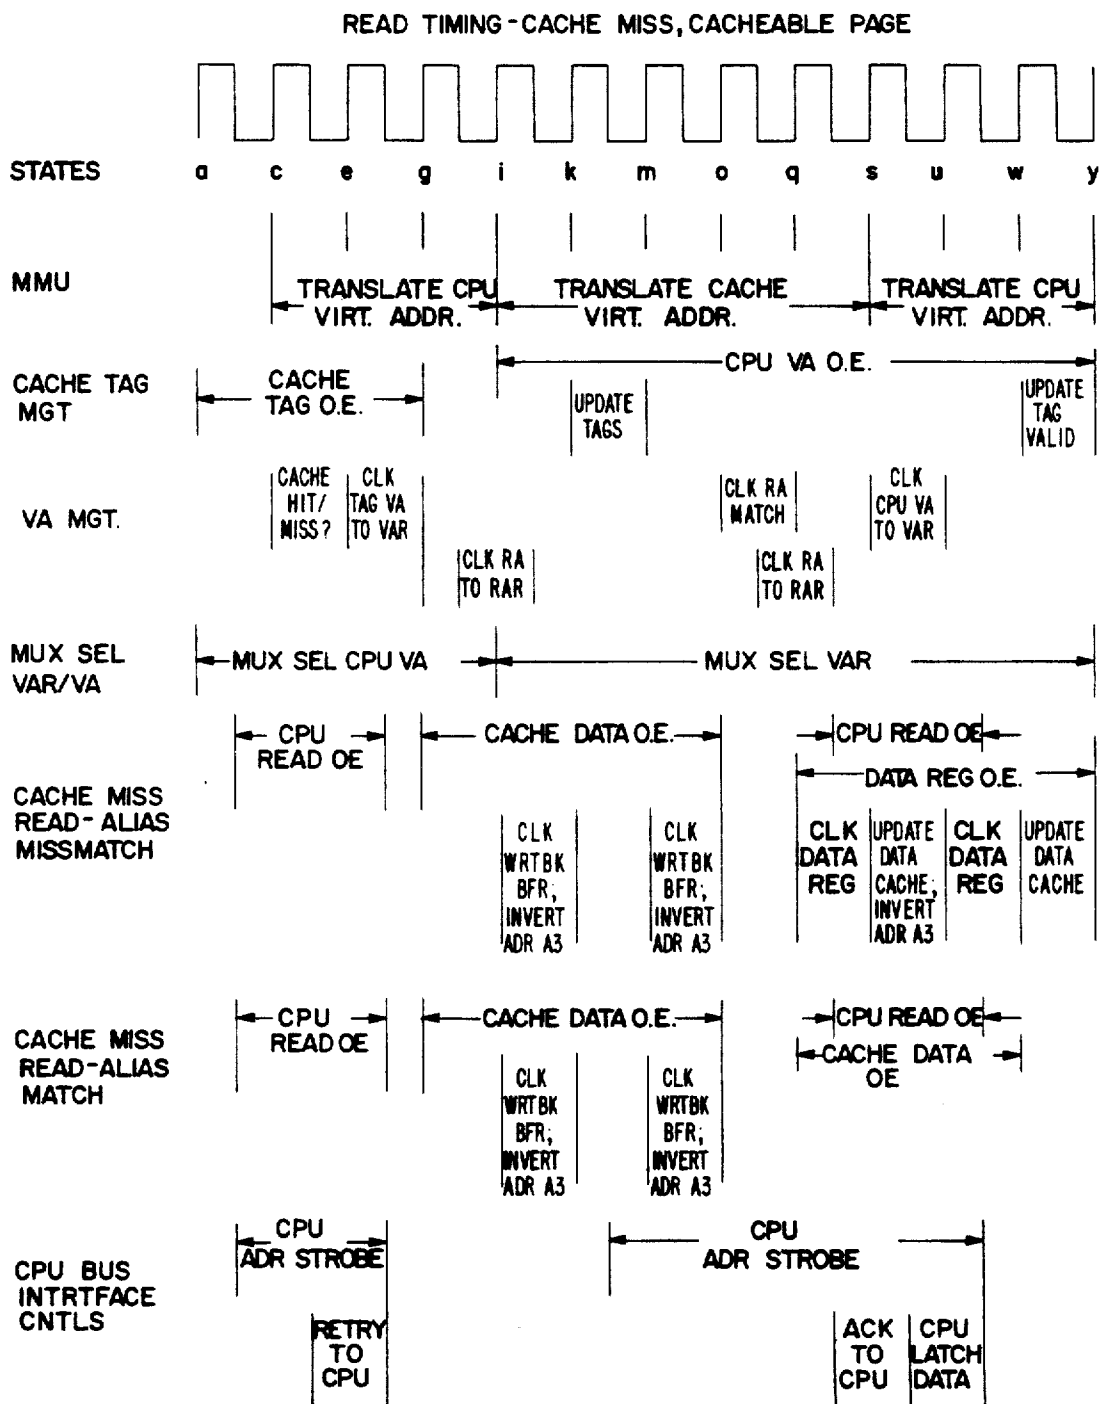 READ TIMING-CACHE MISS, CACHEABLE PAGE
STATES a c e g i k m o q s u w y
MMU
TRANSLATE CPU VIRT. ADDR.
TRANSLATE CACHE VIRT. ADDR.
TRANSLATE CPU VIRT. ADDR.
CACHE TAG
MGT
CACHE
TAG O.E.
CPU VA O.E.
UPDATE
TAGS
UPDATE
TAG
VALID
VA MGT.
CACHE
HIT/
MISS?
CLK
TAG VA
TO VAR
CLK RA
TO RAR
CLK RA
MATCH
CLK RA
TO RAR
CLK
CPU VA
TO VAR
MUX SEL
VAR/VA
MUX SEL CPU VA
MUX SEL VAR
CACHE MISS
READ-ALIAS
MISSMATCH
CPU
READ OE
CACHE DATA O.E.
CPU READ OE
DATA REG O.E.
CLK
WRTBK
BFR;
INVERT
ADR A3
CLK
WRTBK
BFR;
INVERT
ADR A3
CLK
DATA
REG
UPDATE
DATA
CACHE;
INVERT
ADR A3
CLK
DATA
REG
UPDATE
DATA
CACHE
CACHE MISS
READ-ALIAS
MATCH
CPU
READ OE
CACHE DATA O.E.
CPU READ OE
CACHE DATA
OE
CLK
WRTBK
BFR;
INVERT
ADR A3
CLK
WRTBK
BFR;
INVERT
ADR A3
CPU BUS
INTRTFACE
CNTLS
CPU
ADR STROBE
CPU
ADR STROBE
RETRY
TO
CPU
ACK
TO
CPU
CPU
LATCH
DATA